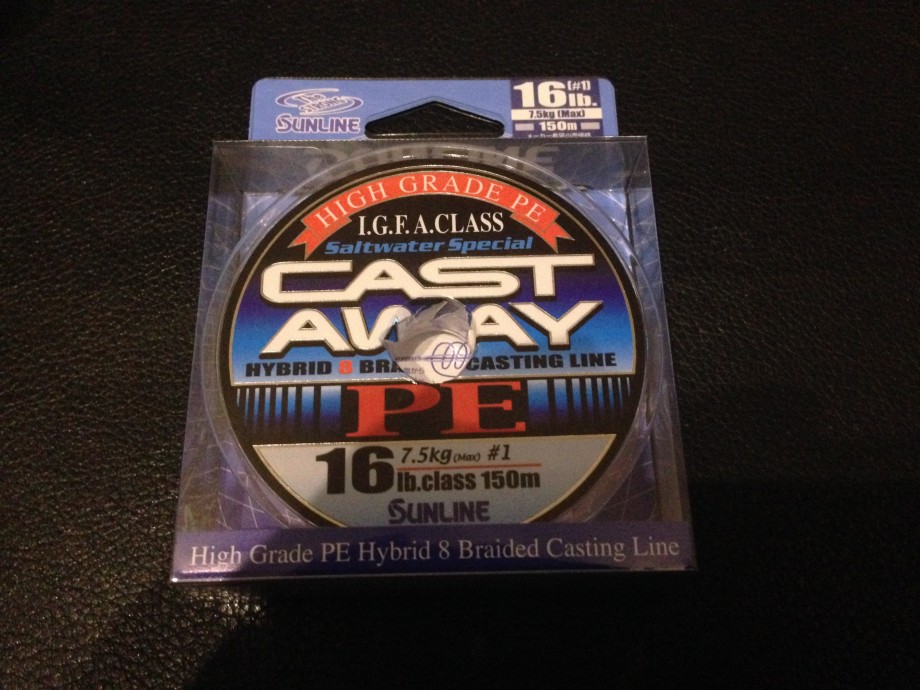 The
STRONG
SUNLINE
16 lb. (#1)
7.5kg (Max)
150m
HIGH GRADE PE
I.G.F.A.CLASS
Saltwater Special
CAST
AWAY
HYBRID 8 CASTING LINE
PE
16 7.5kg (Max) #1
lb.class 150m
SUNLINE
High Grade PE Hybrid 8 Braided Casting Line